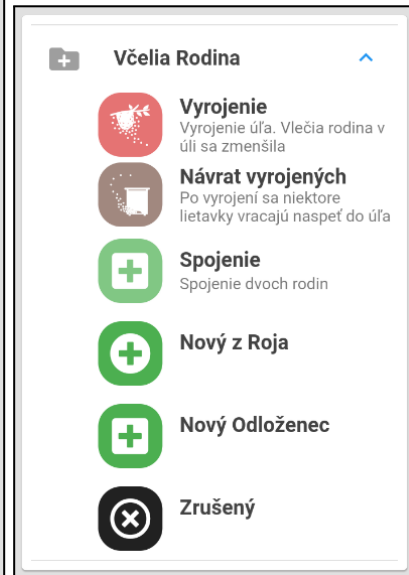 Včelia Rodina
Vyrojenie
Vyrojenie úľa. Vlečia rodina v
úli sa zmenšila
Návrat vyrojených
Po vyrojení sa niektore
lietavky vracajú naspeť do úľa
Spojenie
Spojenie dvoch rodin
Nový z Roja
Nový Odloženec
Zrušený